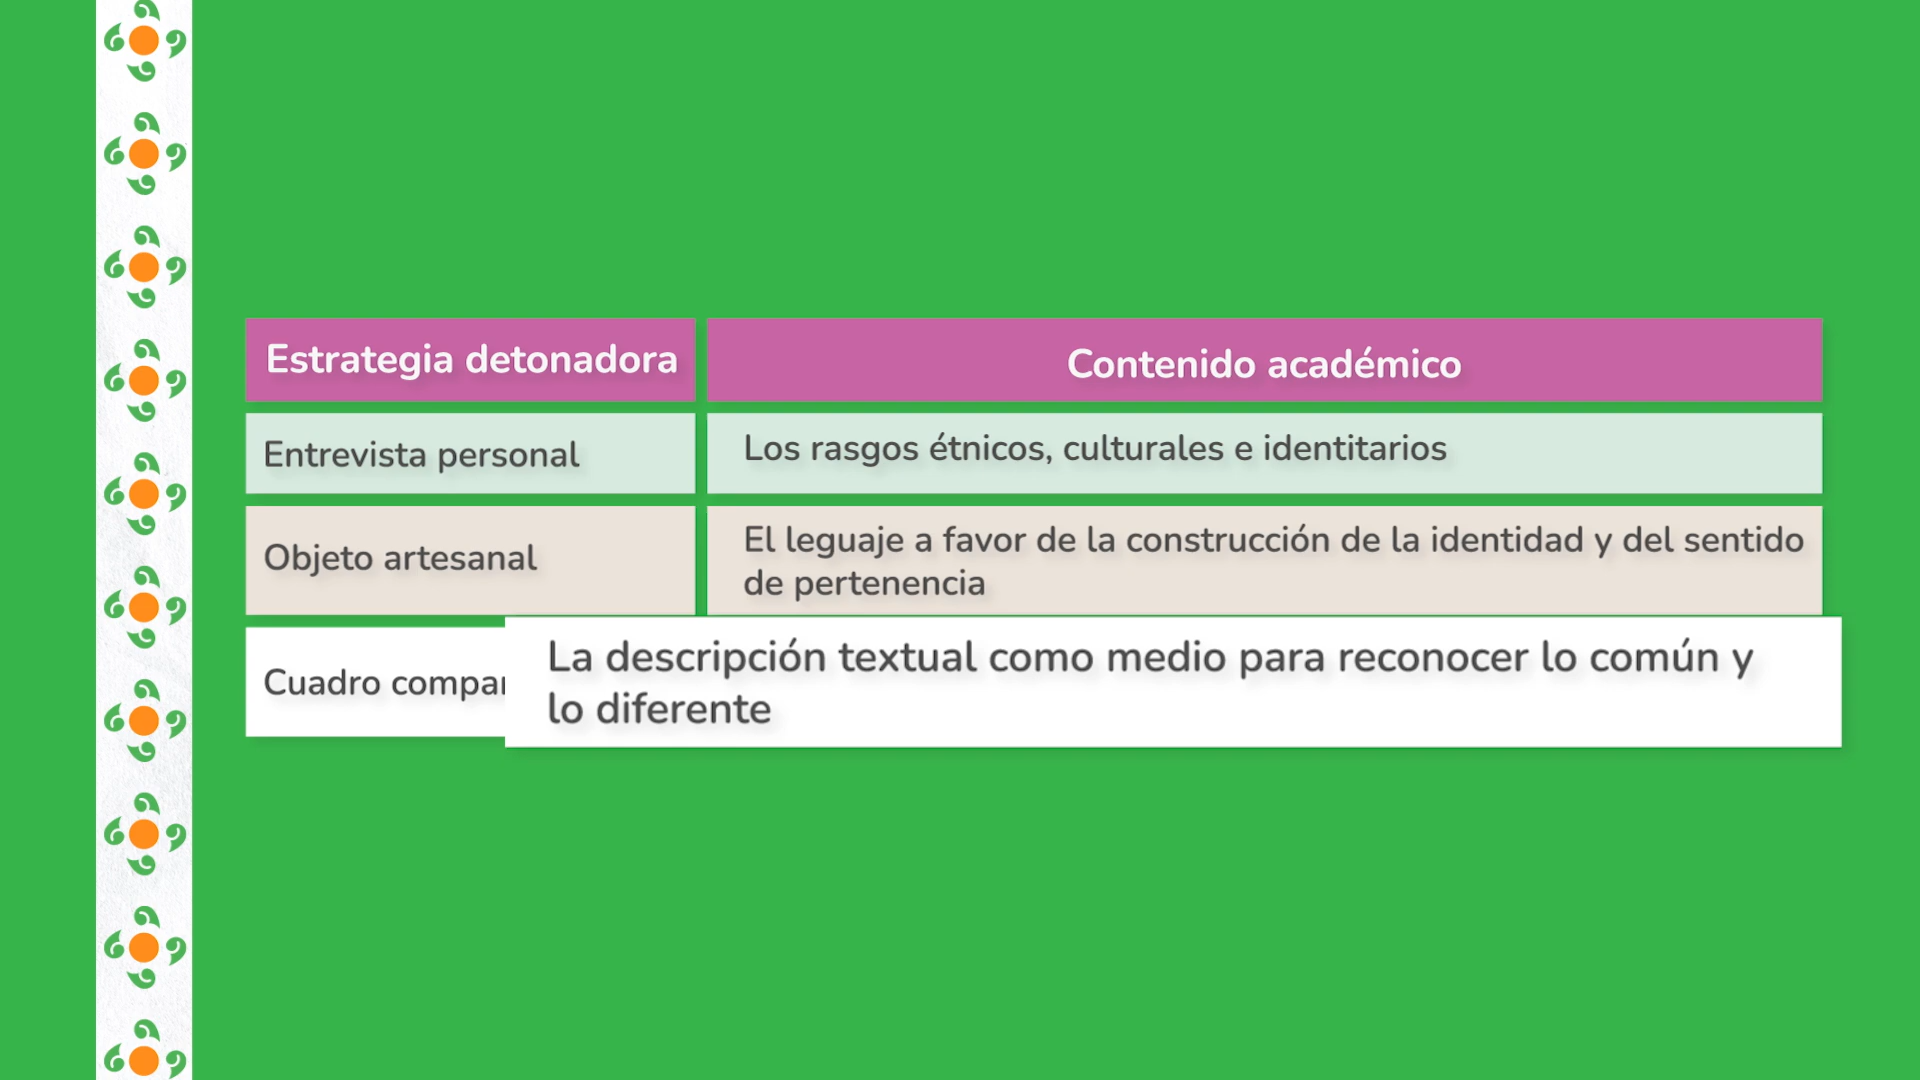 Estrategia detonadora
Contenido académico
Entrevista personal
Los rasgos étnicos, culturales e identitarios
Objeto artesanal
El leguaje a favor de la construcción de la identidad y del sentido
de pertenencia
Cuadro
La descripción textual como medio para reconocer lo común y
lo diferente